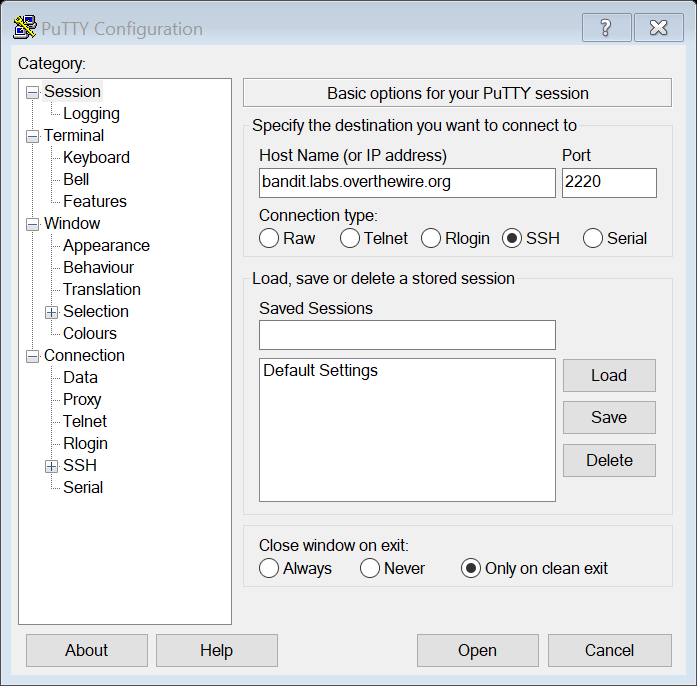 PuTTY Configuration
?
Category:
Session
Logging
Terminal
Keyboard
Bell
Features
Window
Appearance
Behaviour
Translation
Selection
Colours
Connection
Data
Proxy
Telnet
Rlogin
SSH
Serial
Basic options for your PuTTY session
Specify the destination you want to connect to
Host Name (or IP address) Port
bandit.labs.overthewire.org 2220
Connection type:
Raw Telnet Rlogin SSH Serial
Load, save or delete a stored session
Saved Sessions
Default Settings
Load
Save
Delete
Close window on exit:
Always Never Only on clean exit
About Help Open Cancel